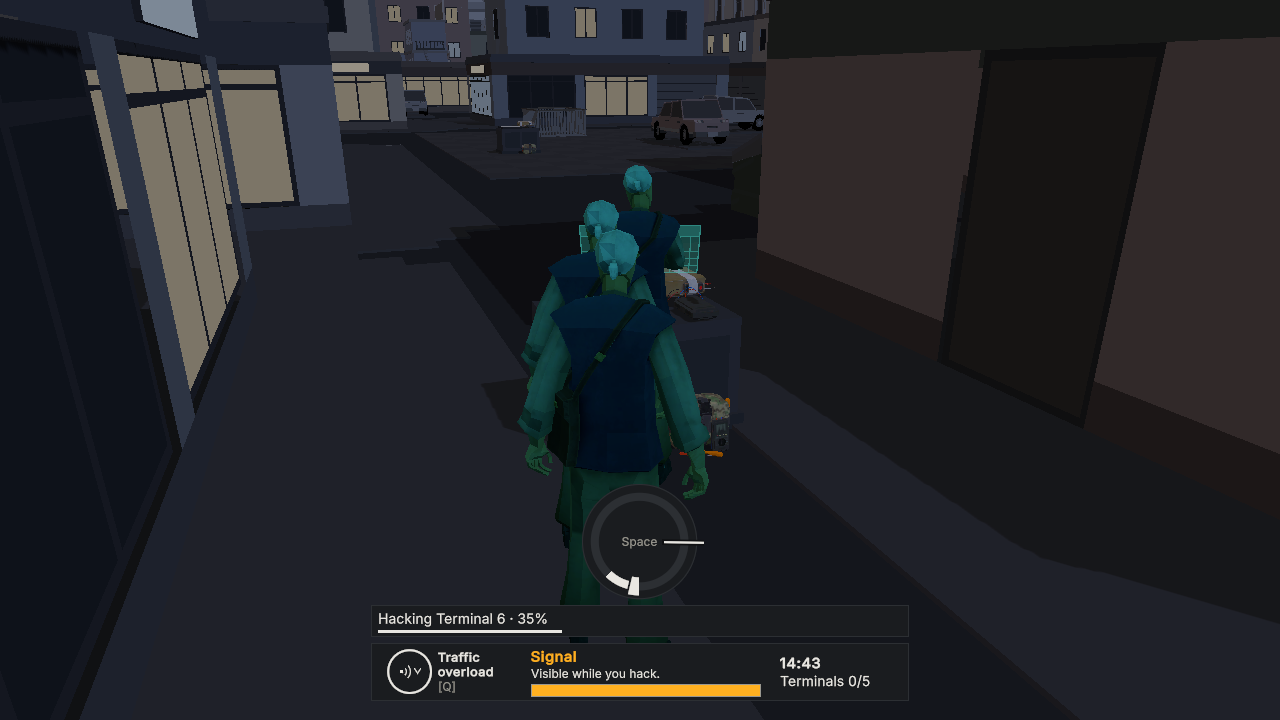 Space
Hacking Terminal 6 · 35%
Traffic
overload
[Q]
Signal
Visible while you hack.
14:43
Terminals 0/5